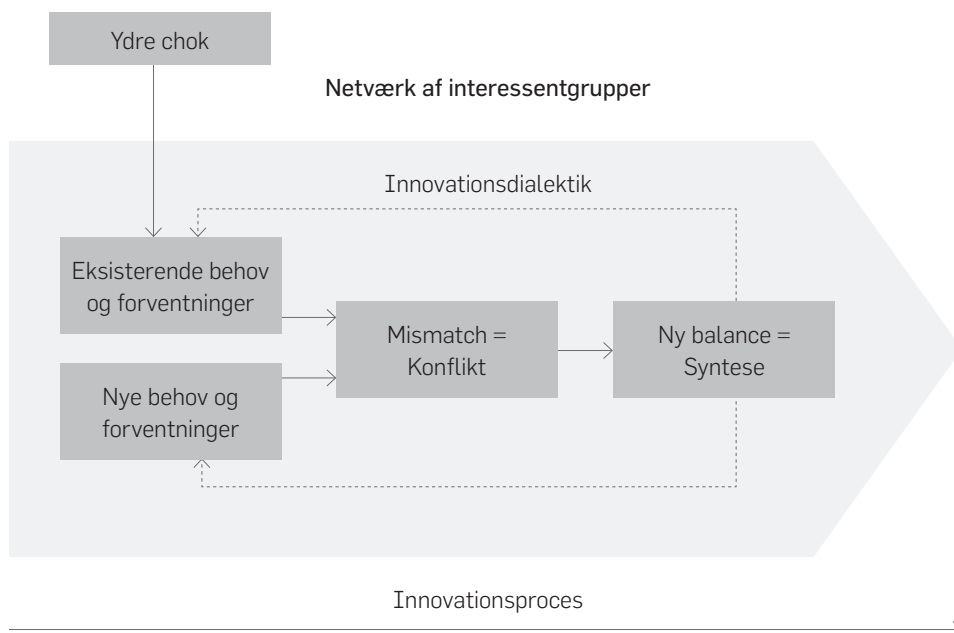 Ydre chok
Netværk af interessentgrupper
Innovationsdialektik
Eksisterende behov
og forventninger
Nye behov og
forventninger
Mismatch =
Konflikt
Ny balance =
Syntese
Innovationsproces